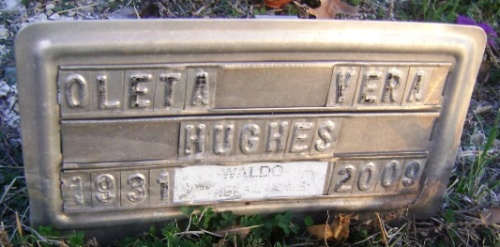 OLETA VERA
HUGHES
WALDO
1931 2009